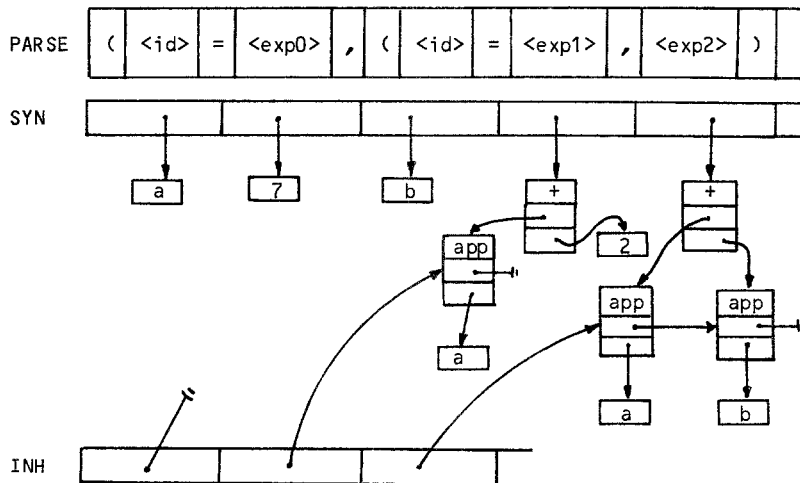 PARSE ( <id> = <exp0> , ( <id> = <exp1> , <exp2> )
SYN
a 7 b + +
2
app
app app
a
a b
INH